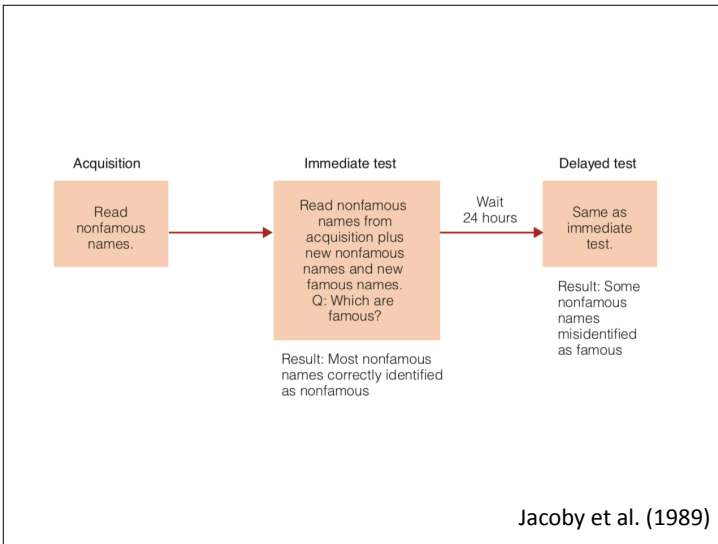 Acquisition
Read
nonfamous
names.
Immediate test
Read nonfamous
names from
acquisition plus
new nonfamous
names and new
famous names.
Q: Which are
famous?
Result: Most nonfamous
names correctly identified
as nonfamous
Wait
24 hours
Delayed test
Same as
immediate
test.
Result: Some
nonfamous
names
misidentified
as famous
Jacoby et al. (1989)